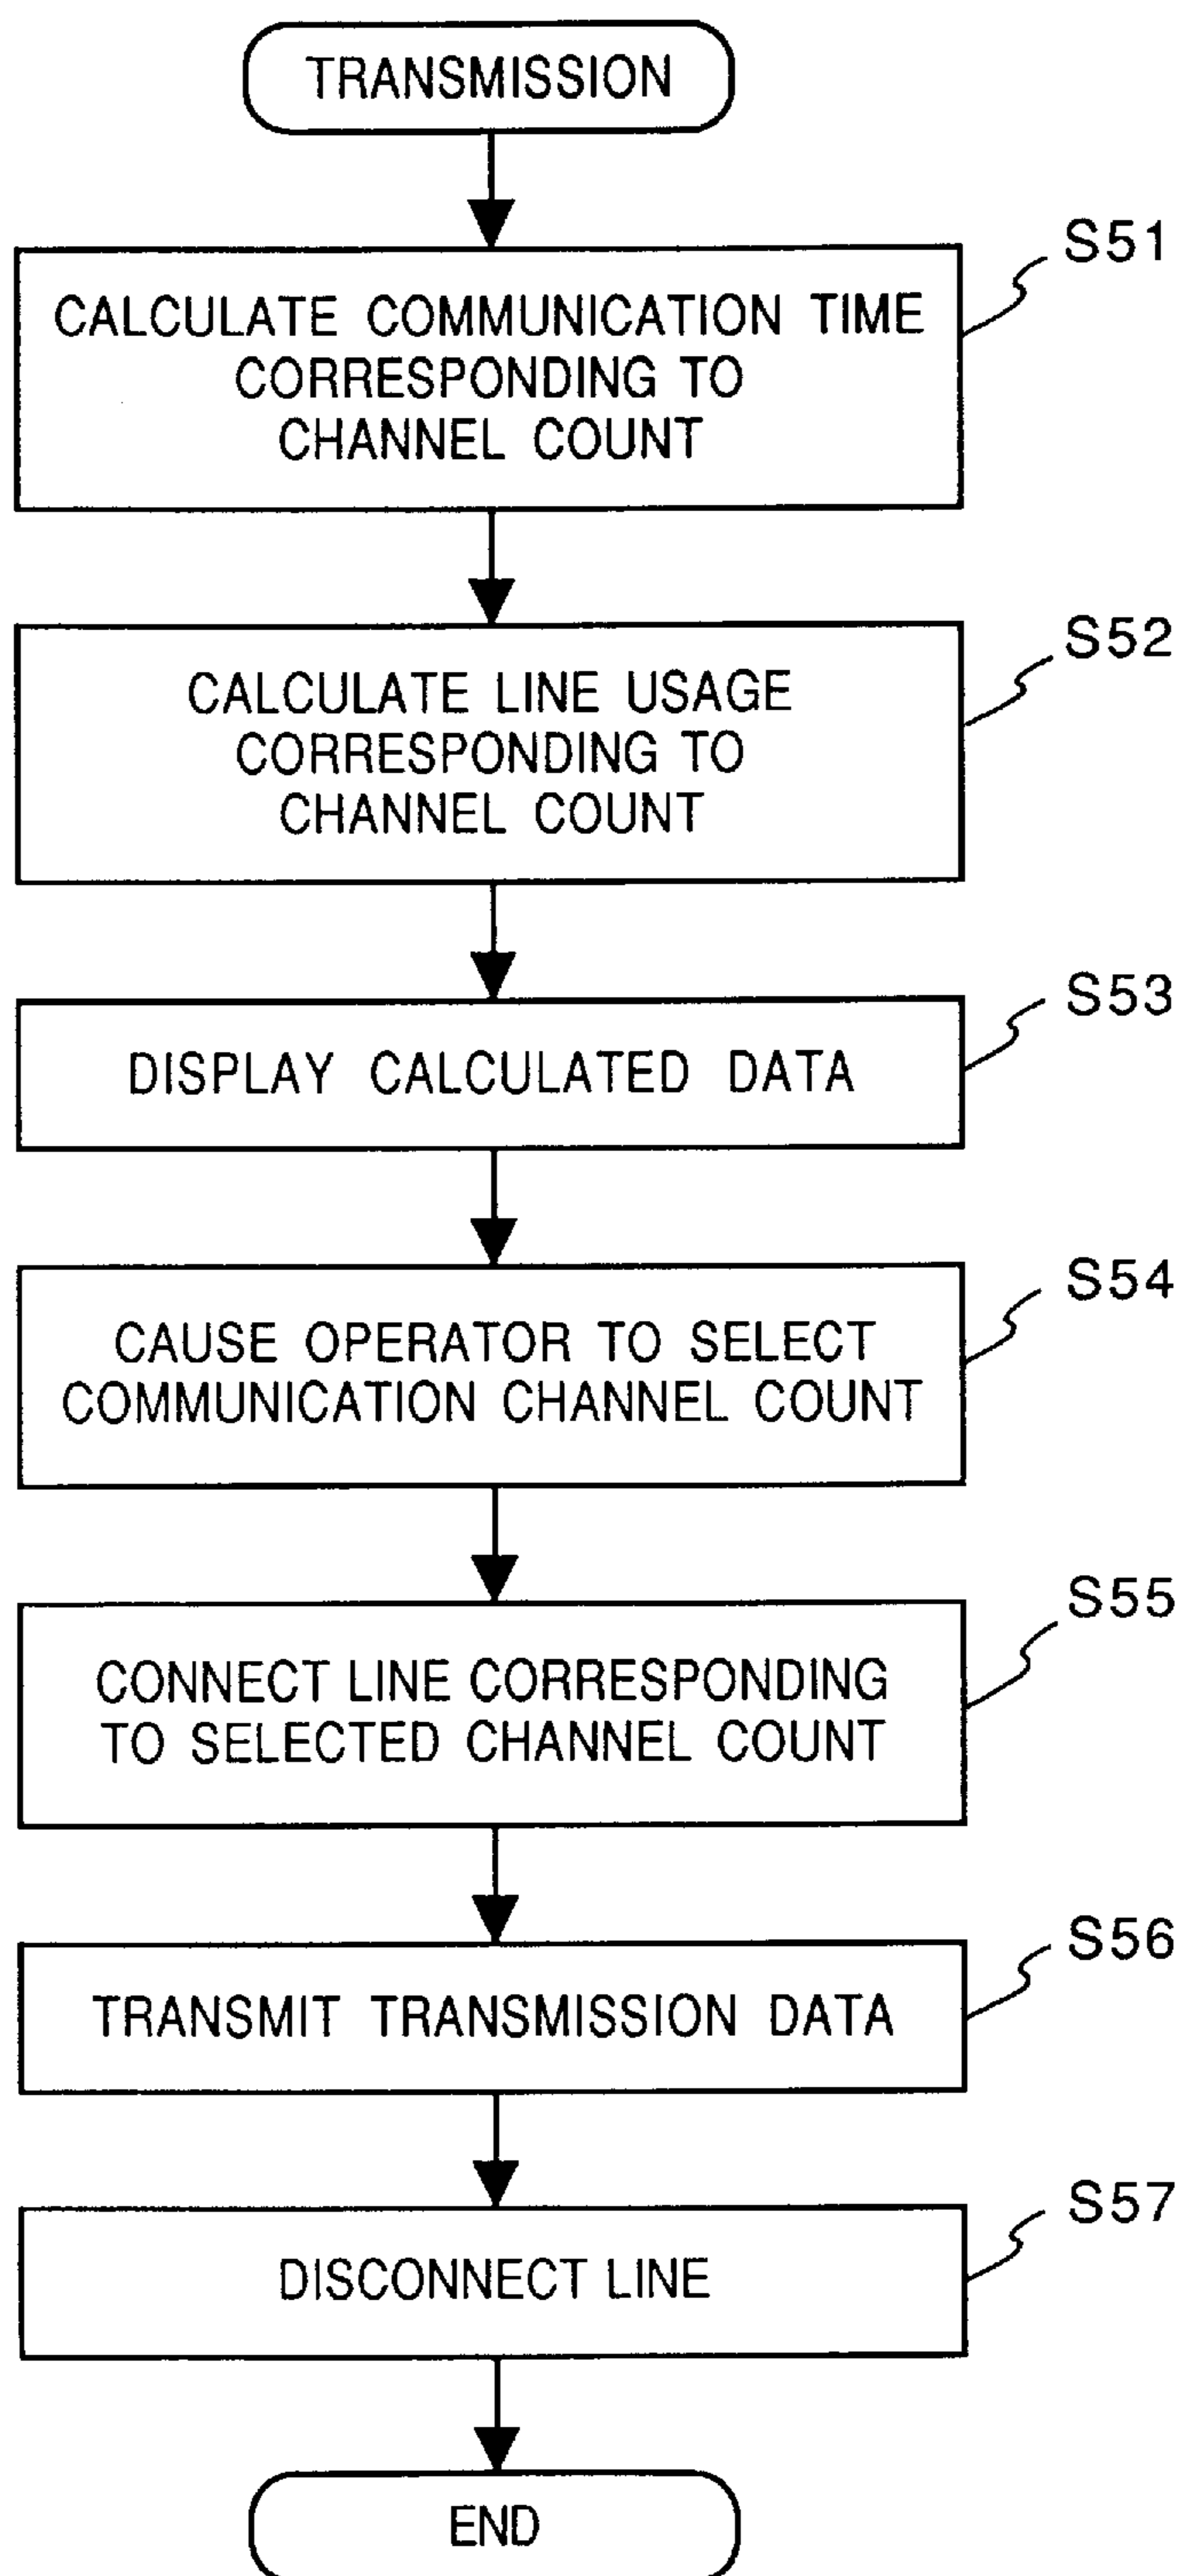 TRANSMISSION
S51
CALCULATE COMMUNICATION TIME
CORRESPONDING TO
CHANNEL COUNT
S52
CALCULATE LINE USAGE
CORRESPONDING TO
CHANNEL COUNT
S53
DISPLAY CALCULATED DATA
S54
CAUSE OPERATOR TO SELECT
COMMUNICATION CHANNEL COUNT
S55
CONNECT LINE CORRESPONDING
TO SELECTED CHANNEL COUNT
S56
TRANSMIT TRANSMISSION DATA
S57
DISCONNECT LINE
END